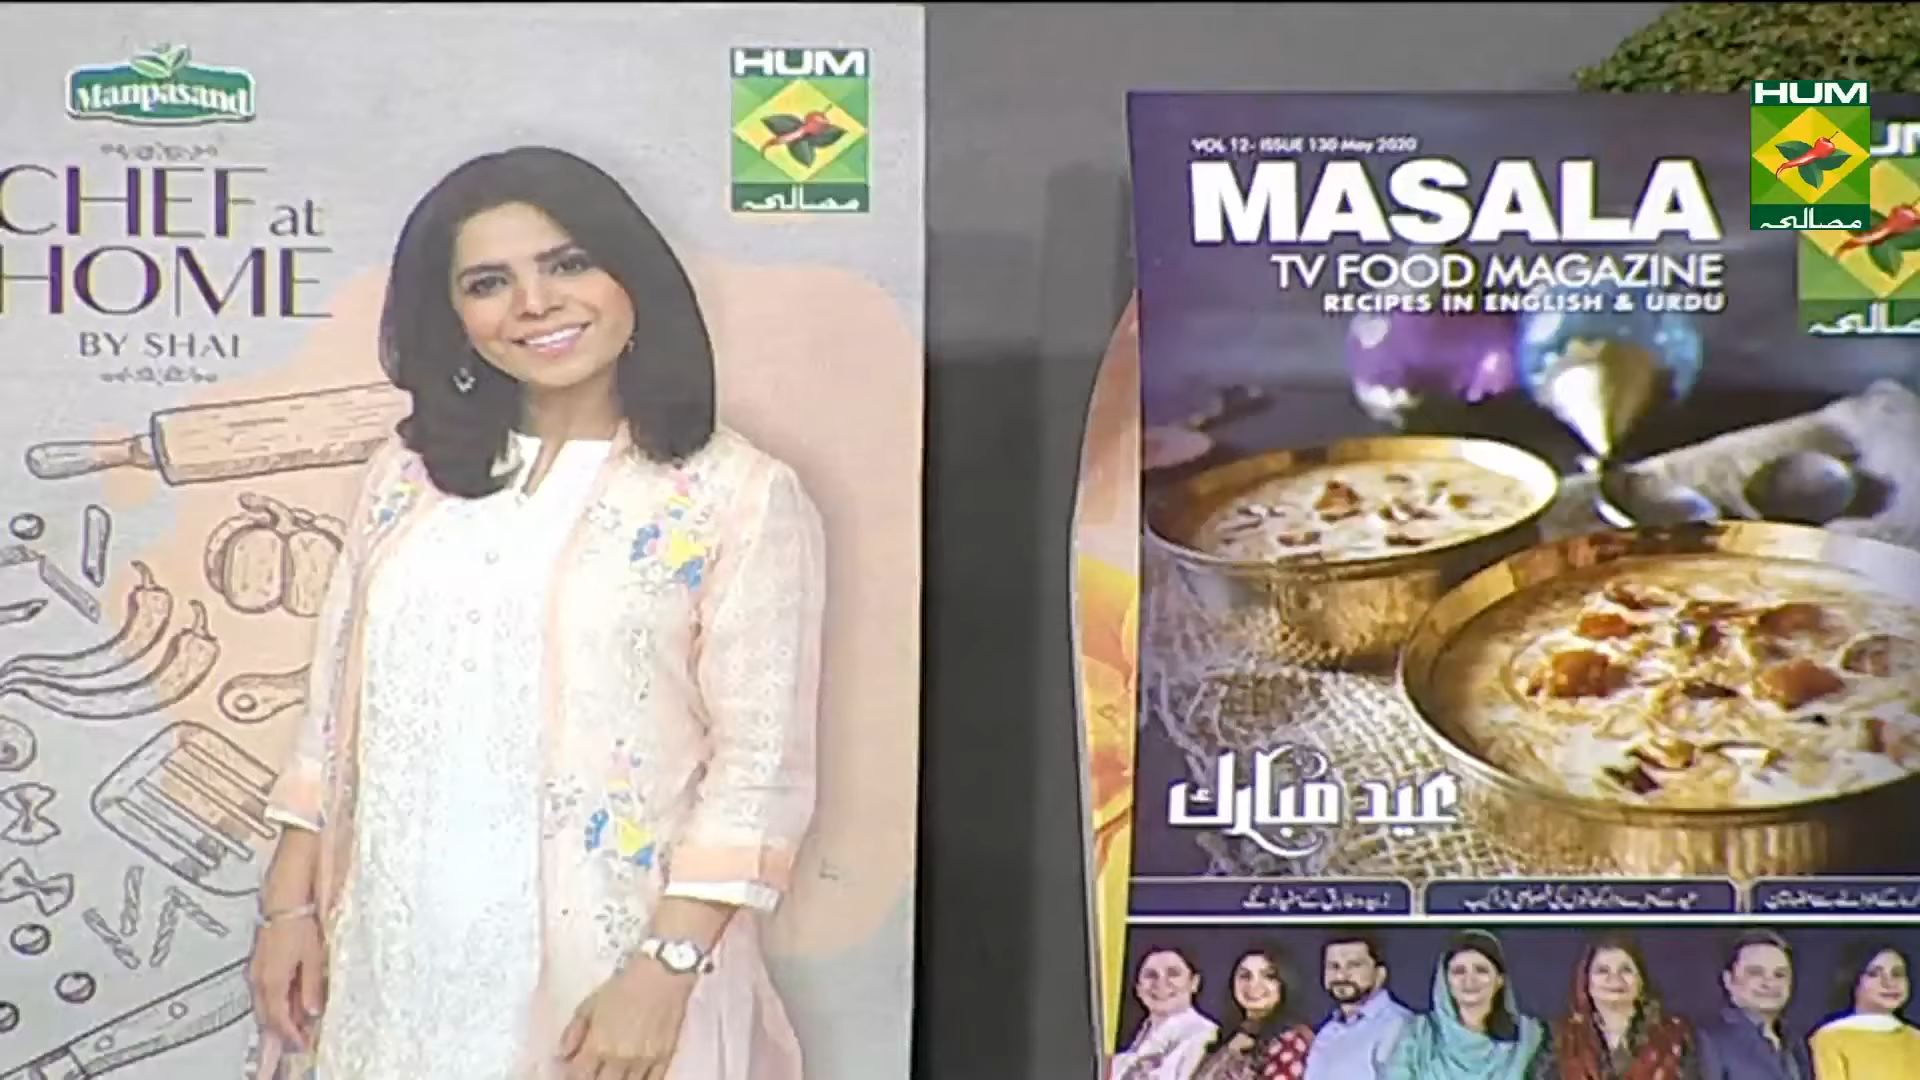 Manpasand
CHEF at
HOME
BY SHAI
HUM
مصالحہ
VOL 12- ISSUE 130 May 2020
MASALA
TV FOOD MAGAZINE
RECIPES IN ENGLISH & URDU
عید مبارک
HUM
مصالحہ